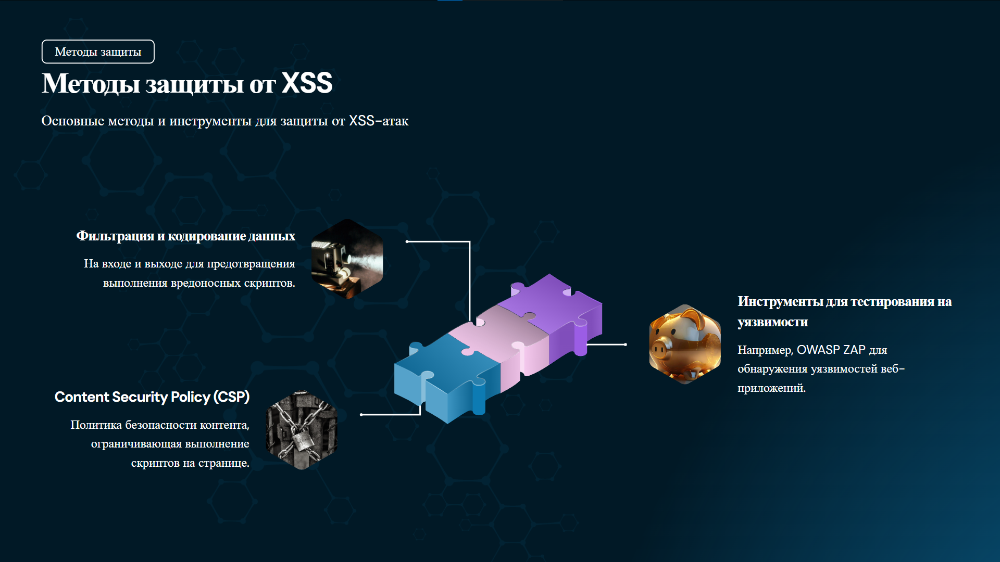 Методы защиты
Методы защиты от XSS
Основные методы и инструменты для защиты от XSS-атак
Фильтрация и кодирование данных
На входе и выходе для предотвращения
выполнения вредоносных скриптов.
Content Security Policy (CSP)
Политика безопасности контента,
ограничивающая выполнение
скриптов на странице.
Инструменты для тестирования на
уязвимости
Например, OWASP ZAP для
обнаружения уязвимостей веб-
приложений.